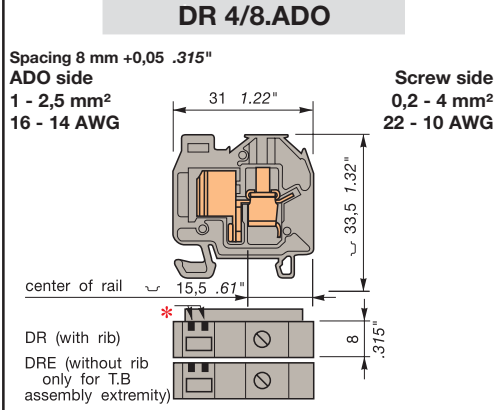 DR 4/8.ADO
Spacing 8 mm +0,05 .315"
ADO side
1 - 2,5 mm²
16 - 14 AWG
Screw side
0,2 - 4 mm²
22 - 10 AWG
31 1.22"
33,5 1.32"
center of rail 15,5 .61"
*
DR (with rib)
8 .315"
DRE (without rib
only for T.B
assembly extremity)